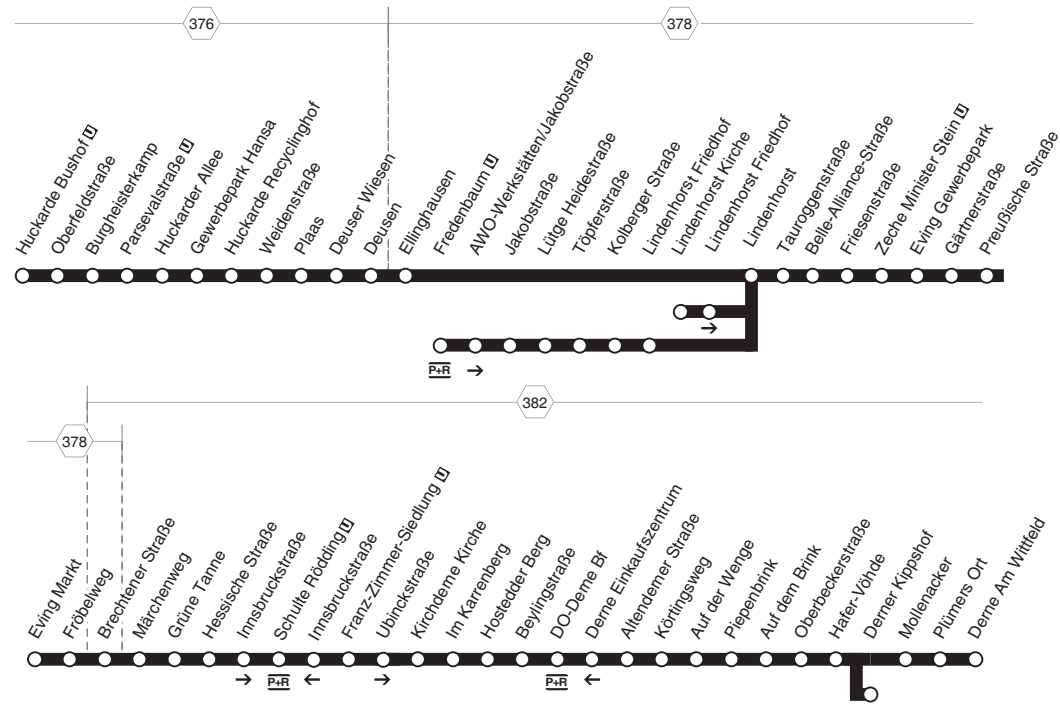 376
378
Huckarde Bushof U
Oberfeldstraße
Burgheisterkamp
Parsevalstraße U
Huckarder Allee
Gewerbepark Hansa
Huckarde Recyclinghof
Weidenstraße
Plaas
Deuser Wiesen
Deusen
Ellinghausen
Fredenbaum U
AWO-Werkstätten/Jakobstraße
Jakobstraße
Lütge Heidestraße
Töpferstraße
Kolberger Straße
Lindenhorst Friedhof
Lindenhorst Kirche
Lindenhorst Friedhof
Lindenhorst
Tauroggenstraße
Belle-Alliance-Straße
Friesenstraße
Zeche Minister Stein U
Eving Gewerbepark
Gärtnerstraße
Preußische Straße
→
P+R →
382
378
Eving Markt
Fröbelweg
Brechtener Straße
Märchenweg
Grüne Tanne
Hessische Straße
Innsbruckstraße
Schulte Rödding U
Innsbruckstraße
Franz-Zimmer-Siedlung U
Ubinckstraße
Kirchderne Kirche
Im Karrenberg
Hostedder Berg
Beylingstraße
DO-Derne Bf
Derne Einkaufszentrum
Altenderner Straße
Körtingsweg
Auf der Wenge
Piepenbrink
Auf dem Brink
Oberbeckerstraße
Hafer-Vöhde
Derner Kippshof
Mollenacker
Plümers Ort
Derne Am Wittfeld
→ P+R ← → P+R ←